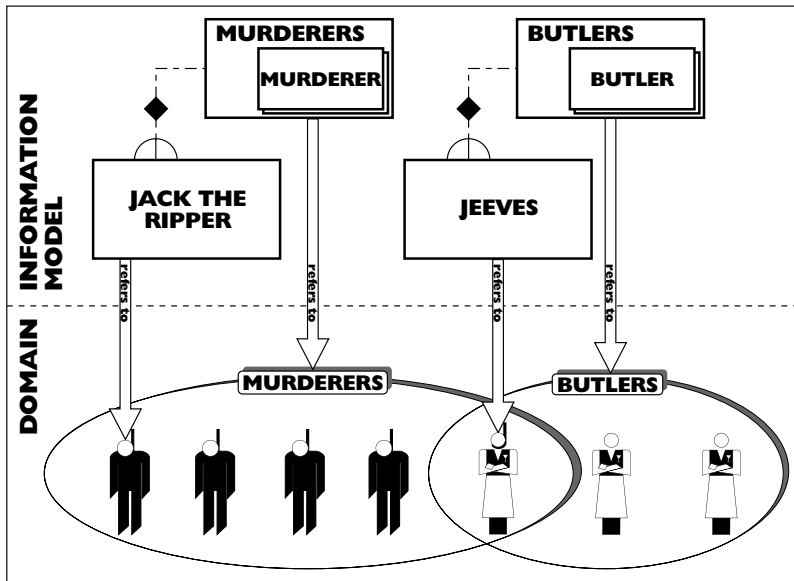 INFORMATION
MODEL
MURDERERS
MURDERER
BUTLERS
BUTLER
JACK THE
RIPPER
JEEVES
refers to
refers to
refers to
refers to
DOMAIN
MURDERERS
BUTLERS